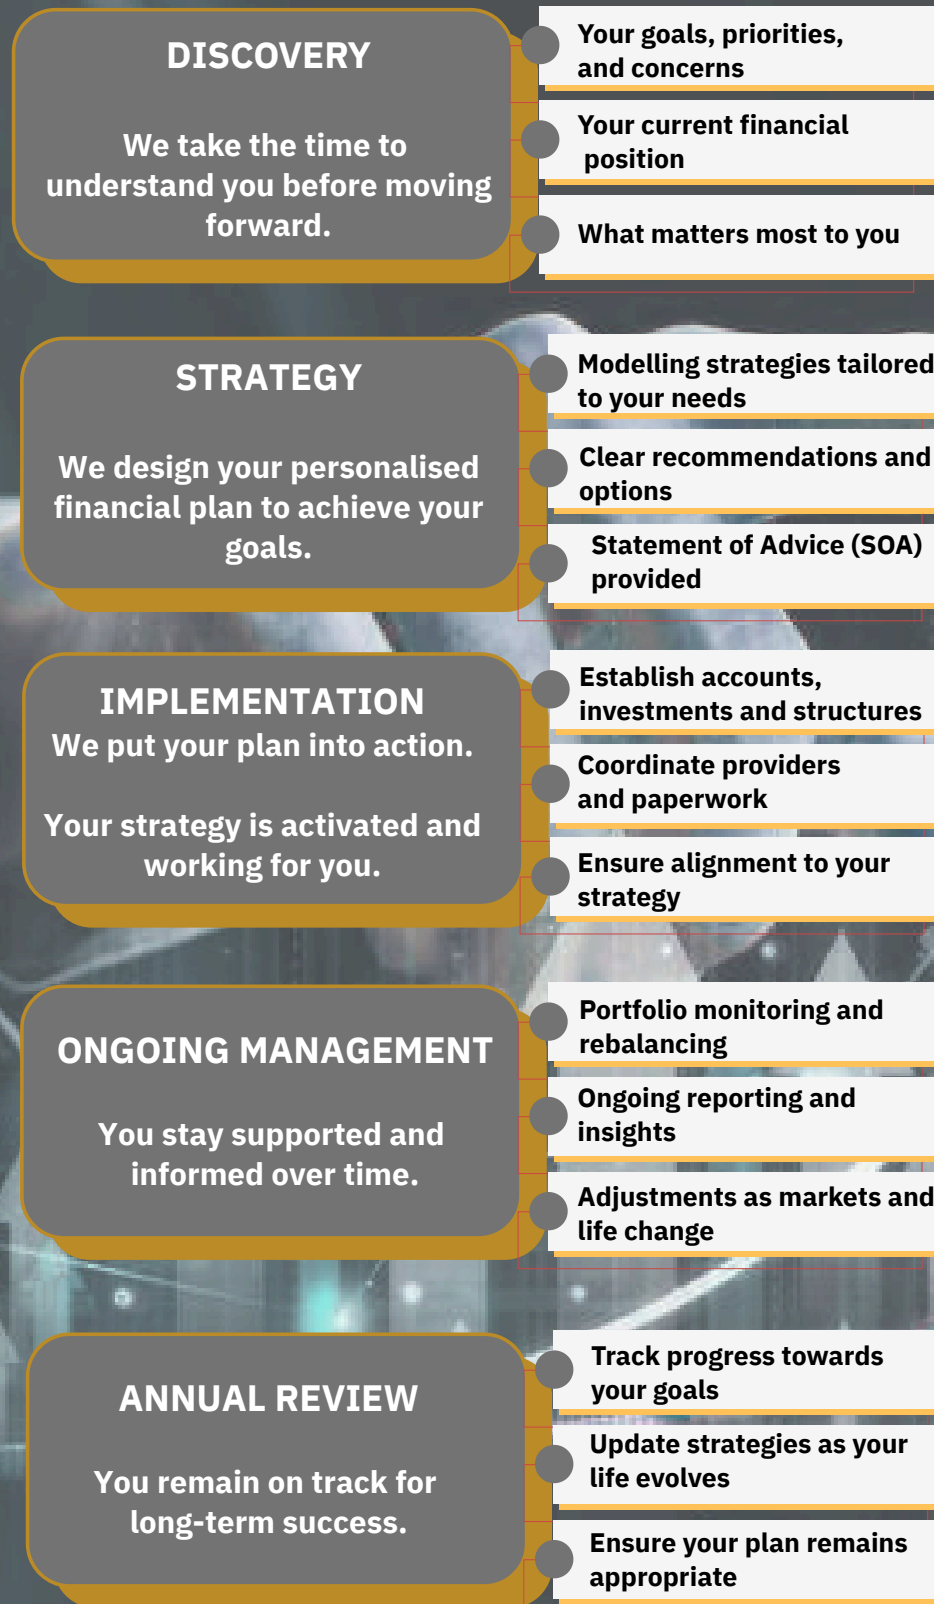 DISCOVERY
We take the time to
understand you before moving
forward.
Your goals, priorities,
and concerns
Your current financial
position
What matters most to you
STRATEGY
We design your personalised
financial plan to achieve your
goals.
Modelling strategies tailored
to your needs
Clear recommendations and
options
Statement of Advice (SOA)
provided
IMPLEMENTATION
We put your plan into action.
Your strategy is activated and
working for you.
Establish accounts,
investments and structures
Coordinate providers
and paperwork
Ensure alignment to your
strategy
ONGOING MANAGEMENT
You stay supported and
informed over time.
Portfolio monitoring and
rebalancing
Ongoing reporting and
insights
Adjustments as markets and
life change
ANNUAL REVIEW
You remain on track for
long-term success.
Track progress towards
your goals
Update strategies as your
life evolves
Ensure your plan remains
appropriate